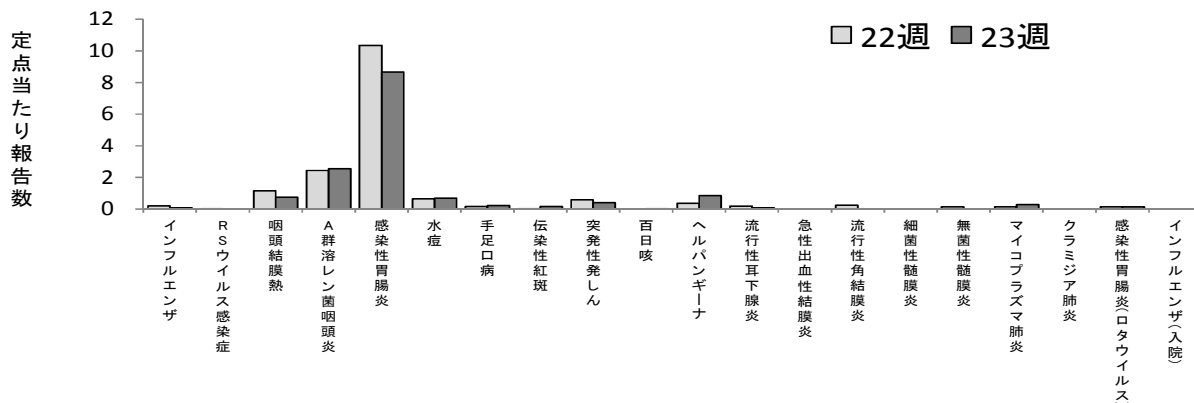 定点当たり報告数
12
10
8
6
4
2
0
22週 23週
インフルエンザ
RSウイルス感染症
咽頭結膜熱
A群溶レン菌咽頭炎
感染性胃腸炎
水痘
手足口病
伝染性紅斑
突発性発しん
百日咳
ヘルパンギーナ
流行性耳下腺炎
急性出血性結膜炎
流行性角結膜炎
細菌性髄膜炎
無菌性髄膜炎
マイコプラズマ肺炎
クラミジア肺炎
感染性胃腸炎(ロタウイルス)
インフルエンザ(入院)